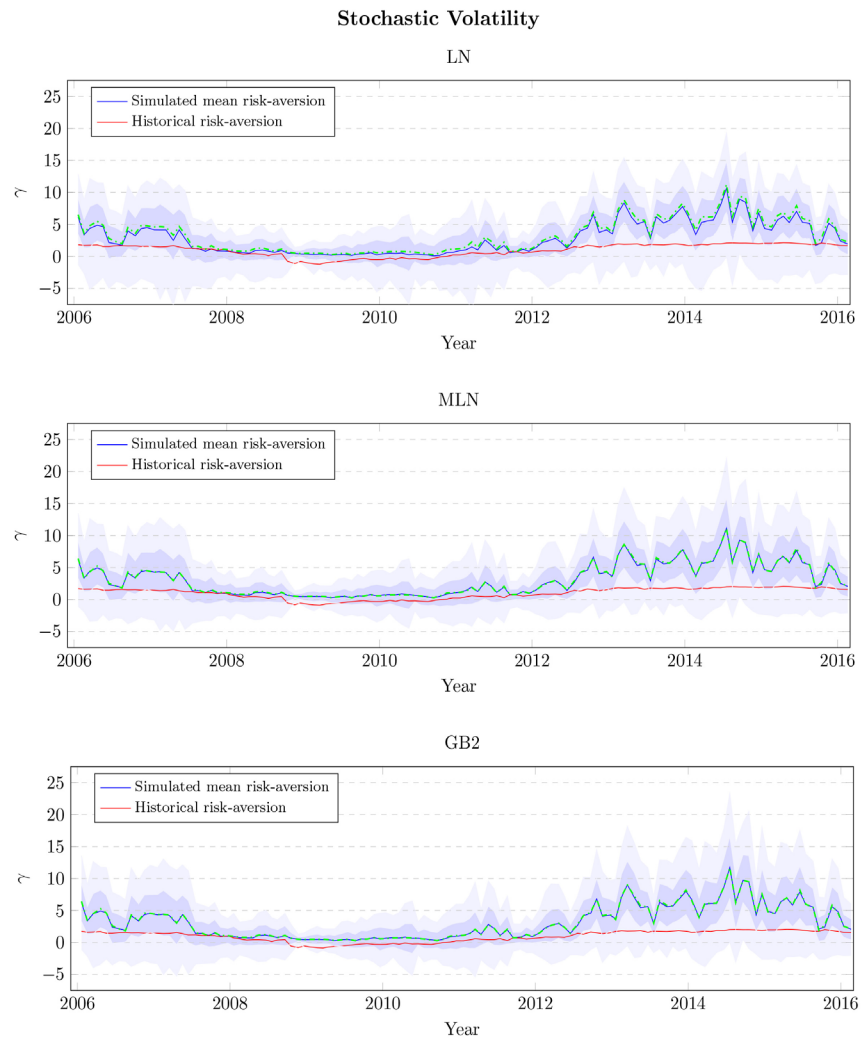 Stochastic Volatility
LN
25
20
15
10
5
0
−5
γ
Simulated mean risk-aversion
Historical risk-aversion
2006 2008 2010 2012 2014 2016
Year
MLN
25
20
15
10
5
0
−5
γ
Simulated mean risk-aversion
Historical risk-aversion
2006 2008 2010 2012 2014 2016
Year
GB2
25
20
15
10
5
0
−5
γ
Simulated mean risk-aversion
Historical risk-aversion
2006 2008 2010 2012 2014 2016
Year